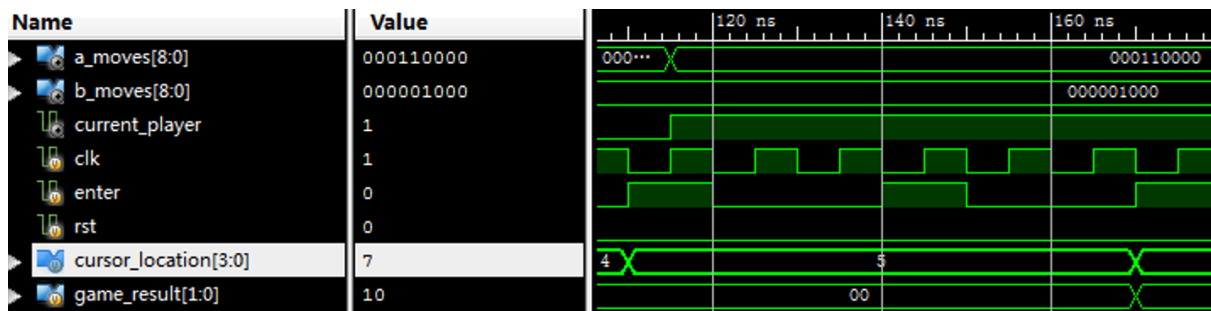 Name Value 120 ns 140 ns 160 ns
a_moves[8:0] 000110000 000··· 000110000
b_moves[8:0] 000001000 000001000
current_player 1
clk 1
enter 0
rst 0
cursor_location[3:0] 7 4 5
game_result[1:0] 10 00